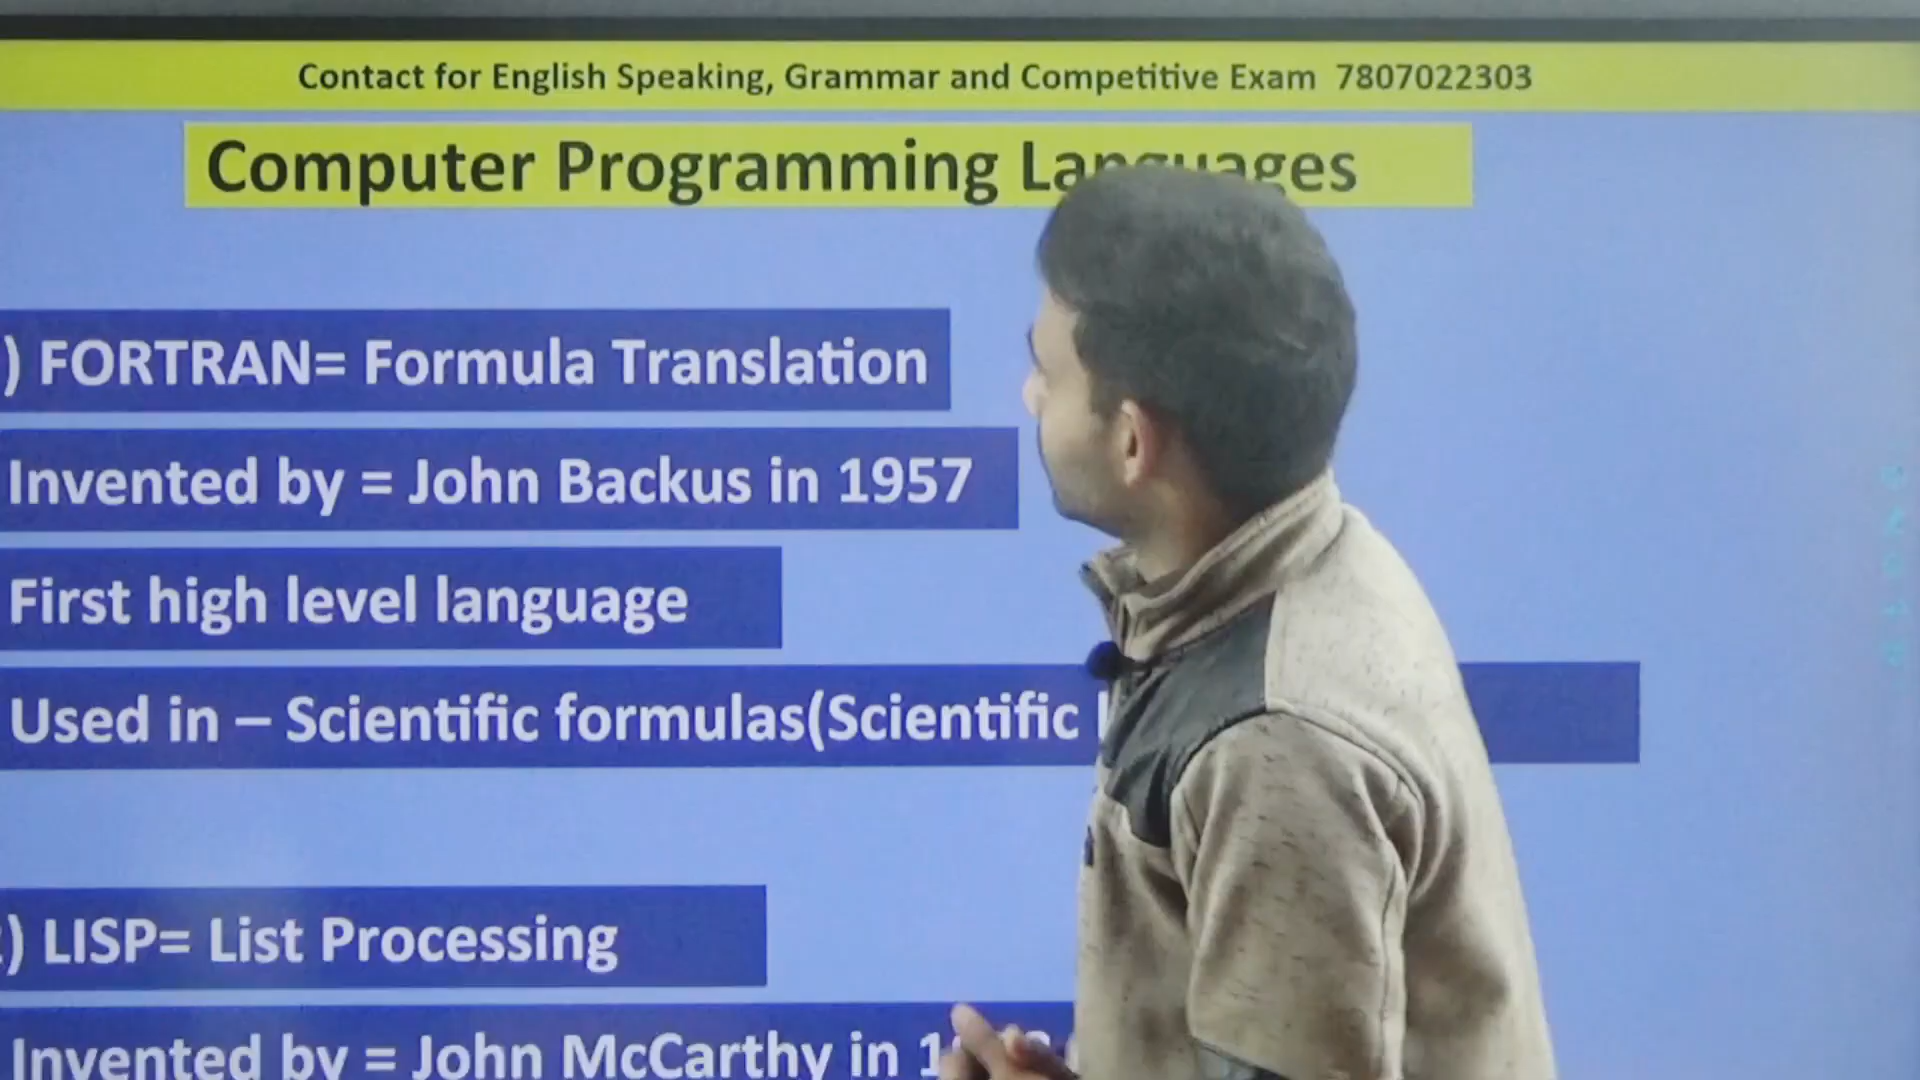 Contact for English Speaking, Grammar and Competitive Exam 7807022303
Computer Programming Languages
) FORTRAN= Formula Translation
Invented by = John Backus in 1957
First high level language
Used in – Scientific formulas(Scientific
) LISP= List Processing
Invented by = John McCarthy in